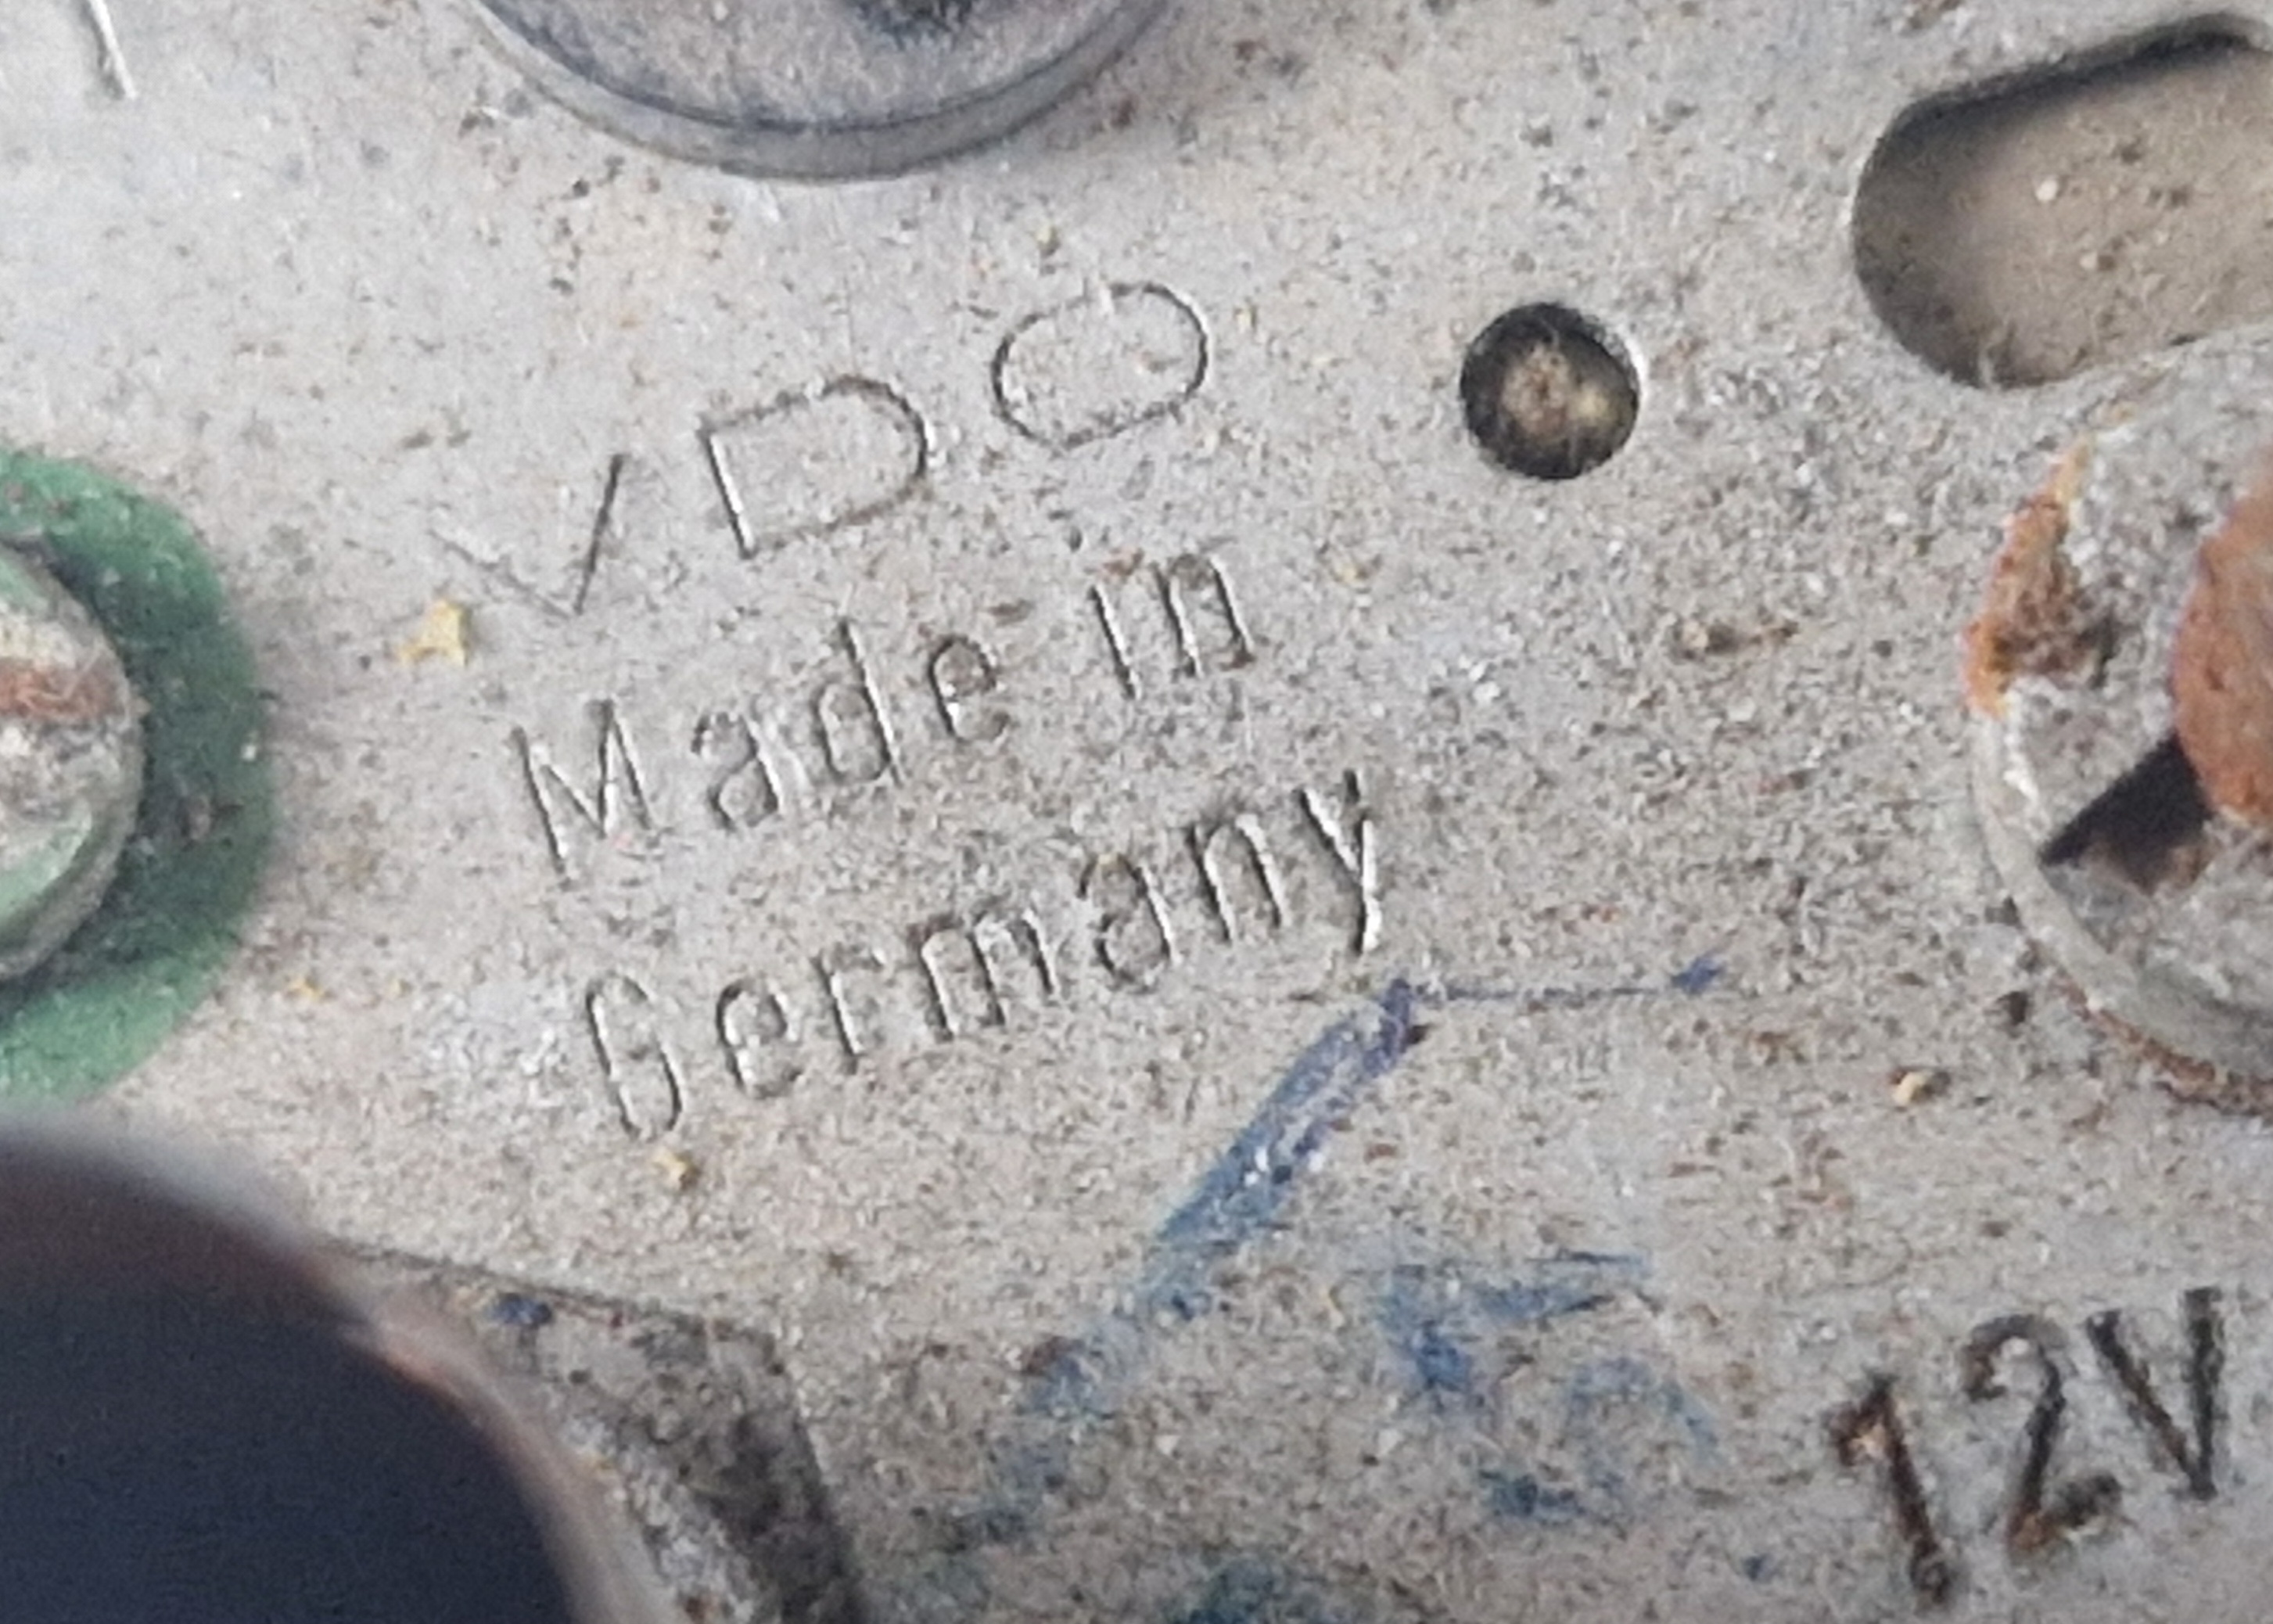 VDO
Made in
Germany
12V